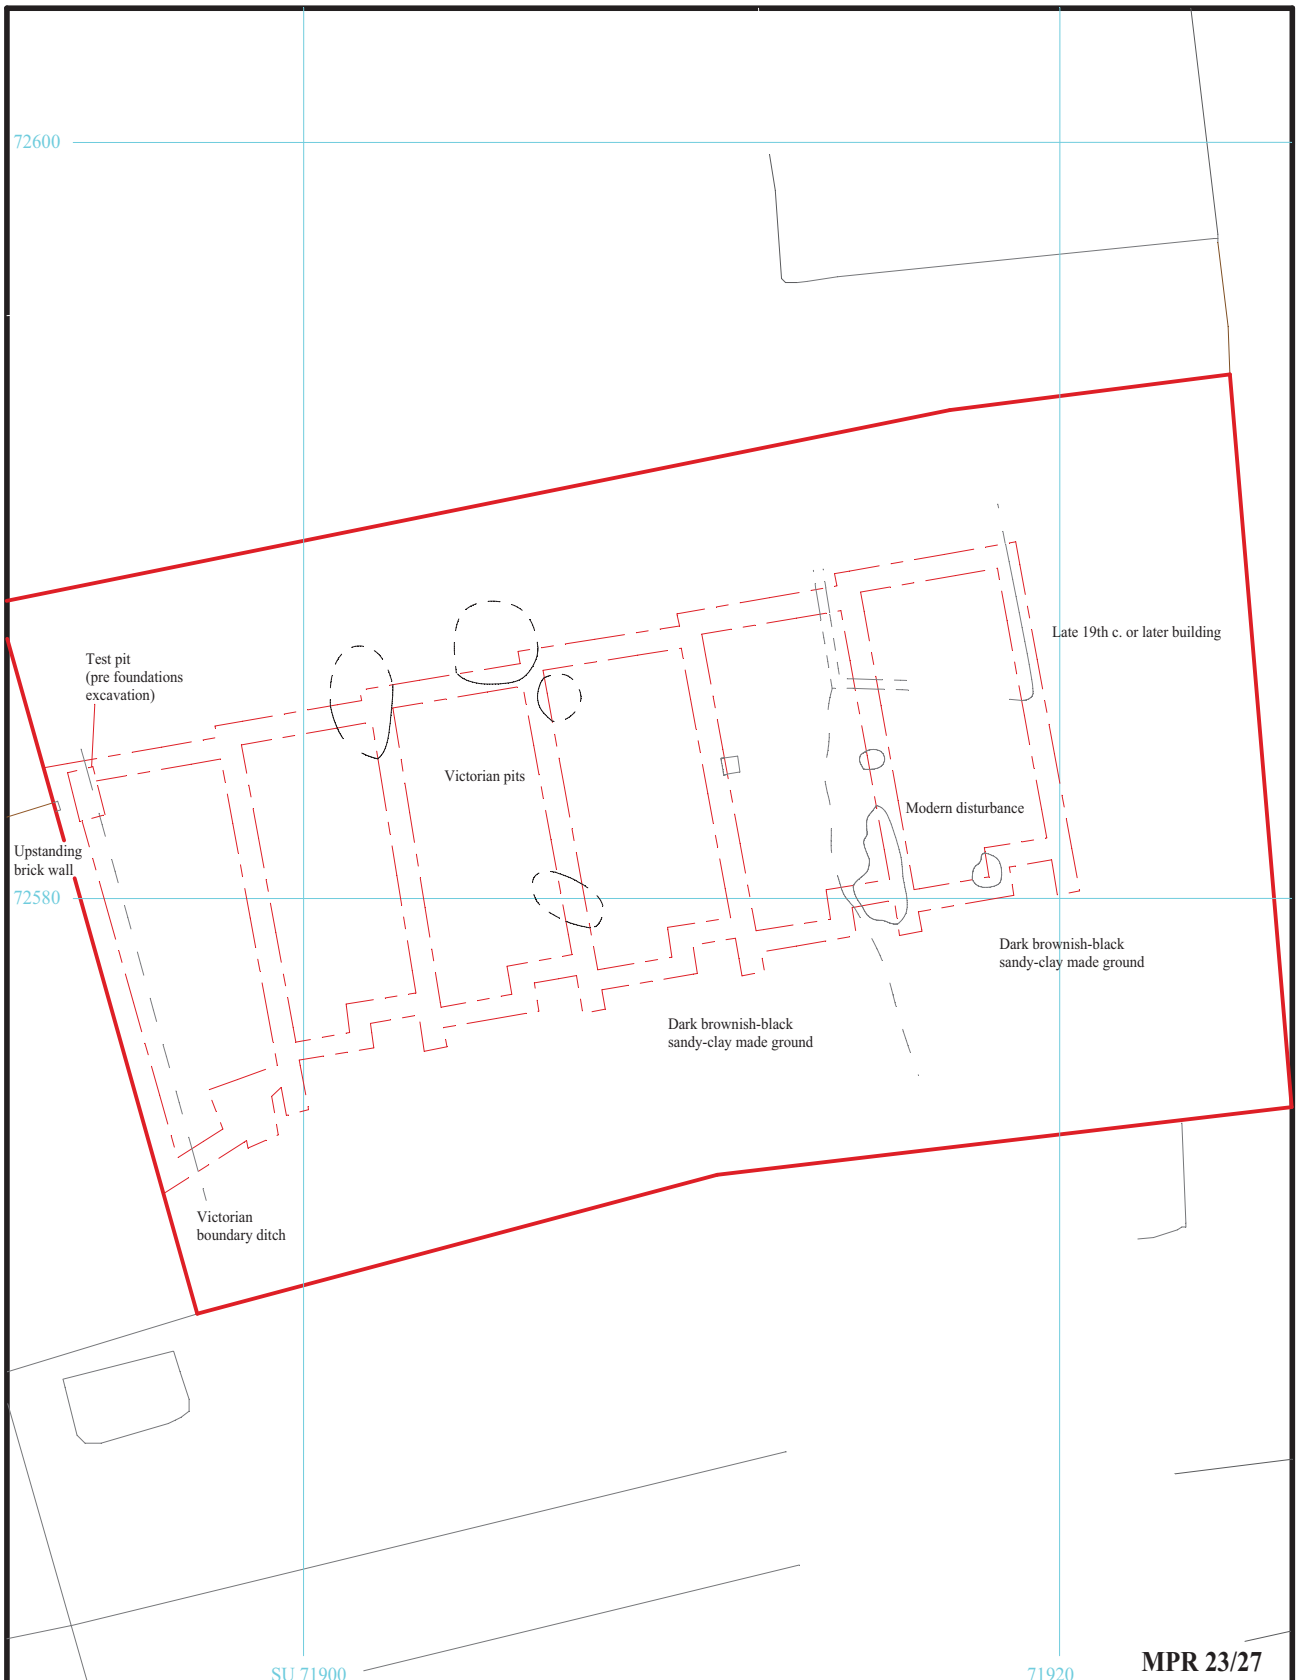 72600
Late 19th c. or later building
Test pit
(pre foundations
excavation)
Victorian pits
Modern disturbance
Upstanding
brick wall
72580
Dark brownish-black
sandy-clay made ground
Dark brownish-black
sandy-clay made ground
Victorian
boundary ditch
SU 71900
71920
MPR 23/27